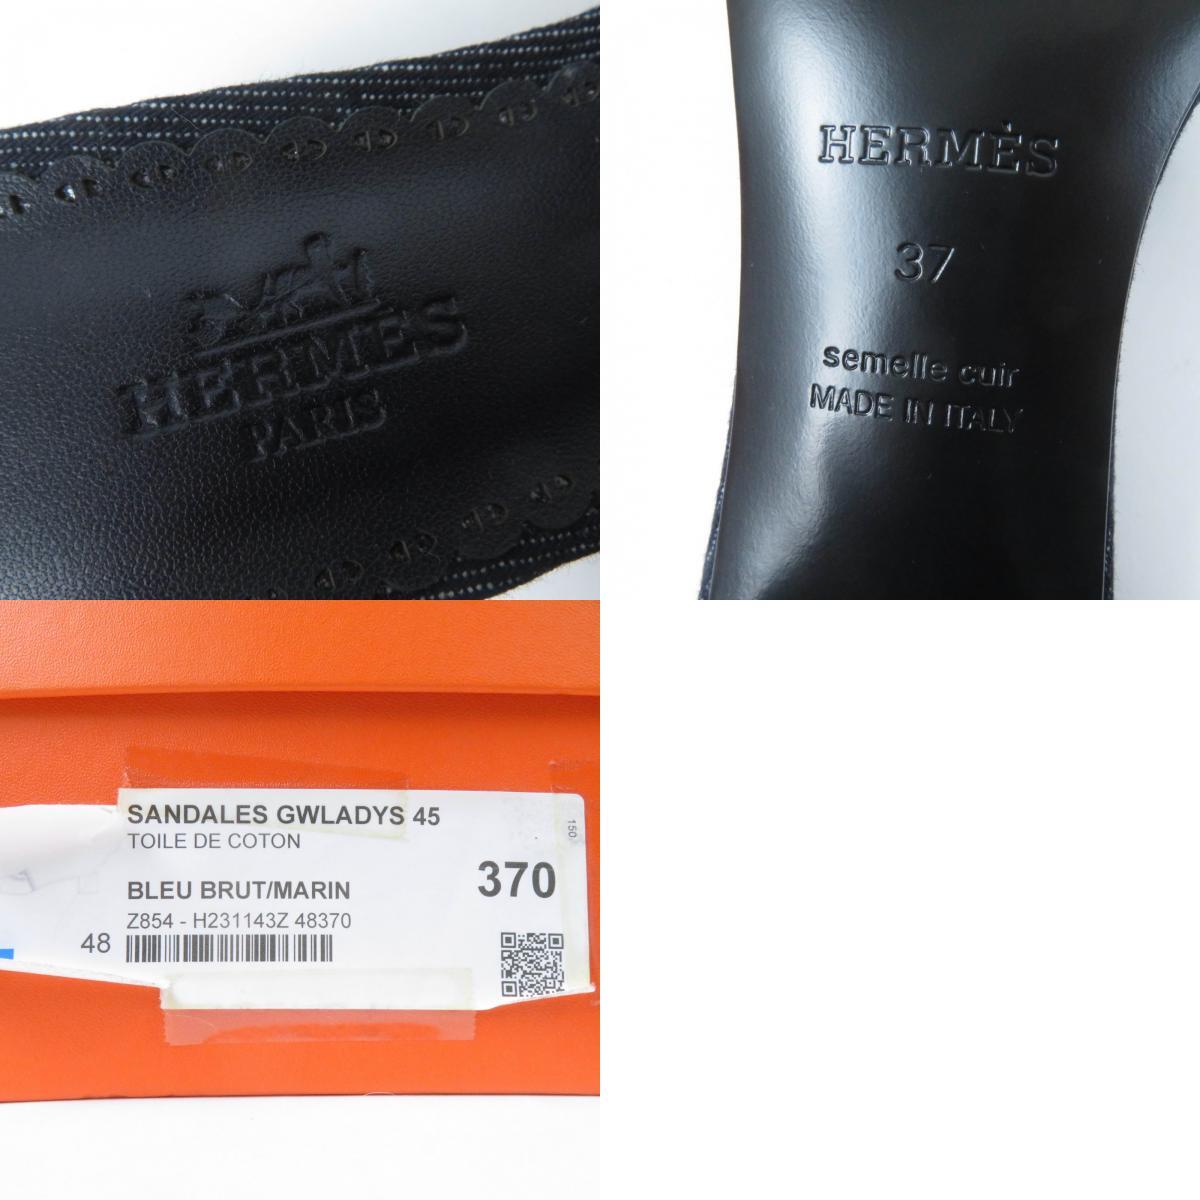 HERMÈS
PARIS
HERMÈS
37
semelle cuir
MADE IN ITALY
SANDALES GWLADYS 45
TOILE DE COTON
150
370
BLEU BRUT/MARIN
Z854 - H231143Z 48370
48